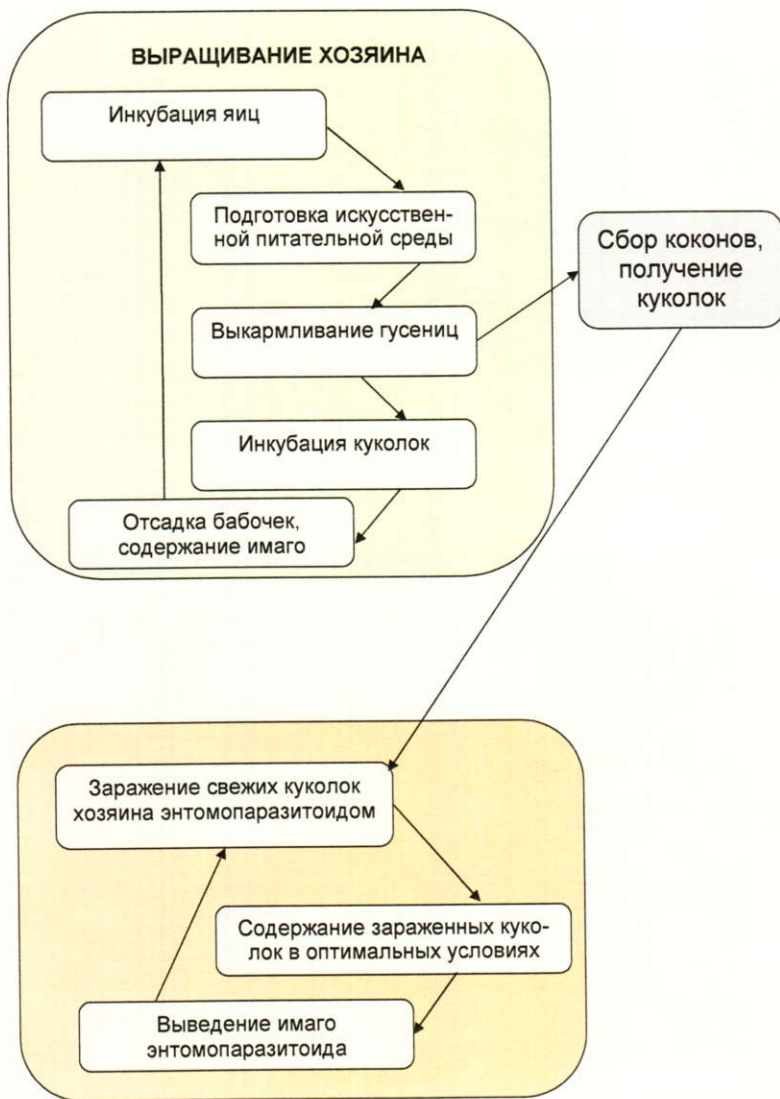 ВЫРАЩИВАНИЕ ХОЗЯИНА
Инкубация яиц
Подготовка искусствен-
ной питательной среды
Сбор коконов,
получение
куколок
Выкармливание гусениц
Инкубация куколок
Отсадка бабочек,
содержание имаго
Заражение свежих куколок
хозяина энтомопаразитоидом
Содержание зараженных куко-
лок в оптимальных условиях
Выведение имаго
энтомопаразитоида